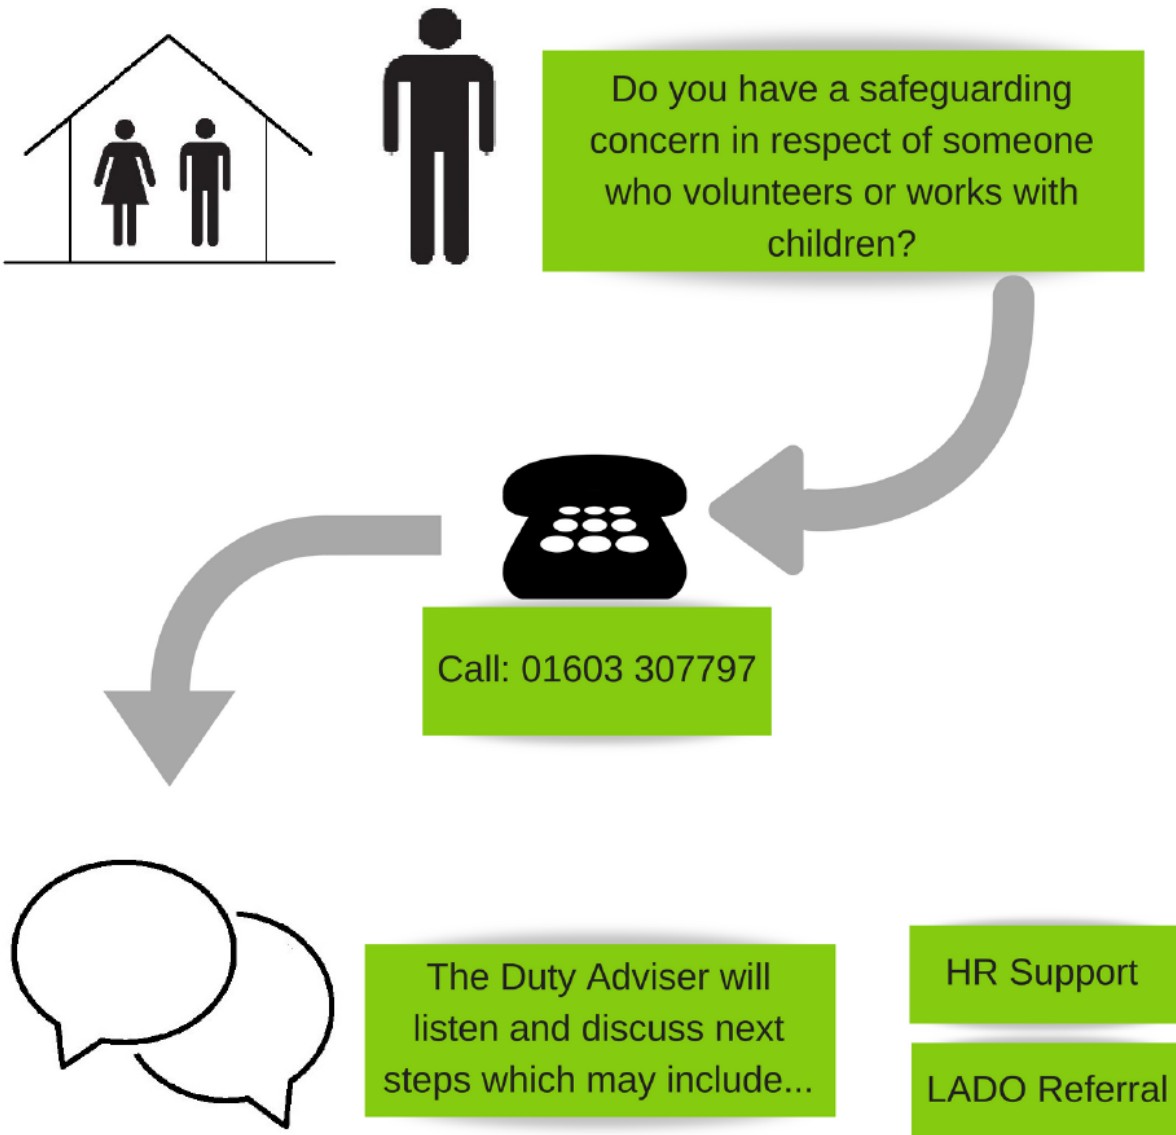 Do you have a safeguarding
concern in respect of someone
who volunteers or works with
children?
Call: 01603 307797
The Duty Adviser will
listen and discuss next
steps which may include...
HR Support
LADO Referral